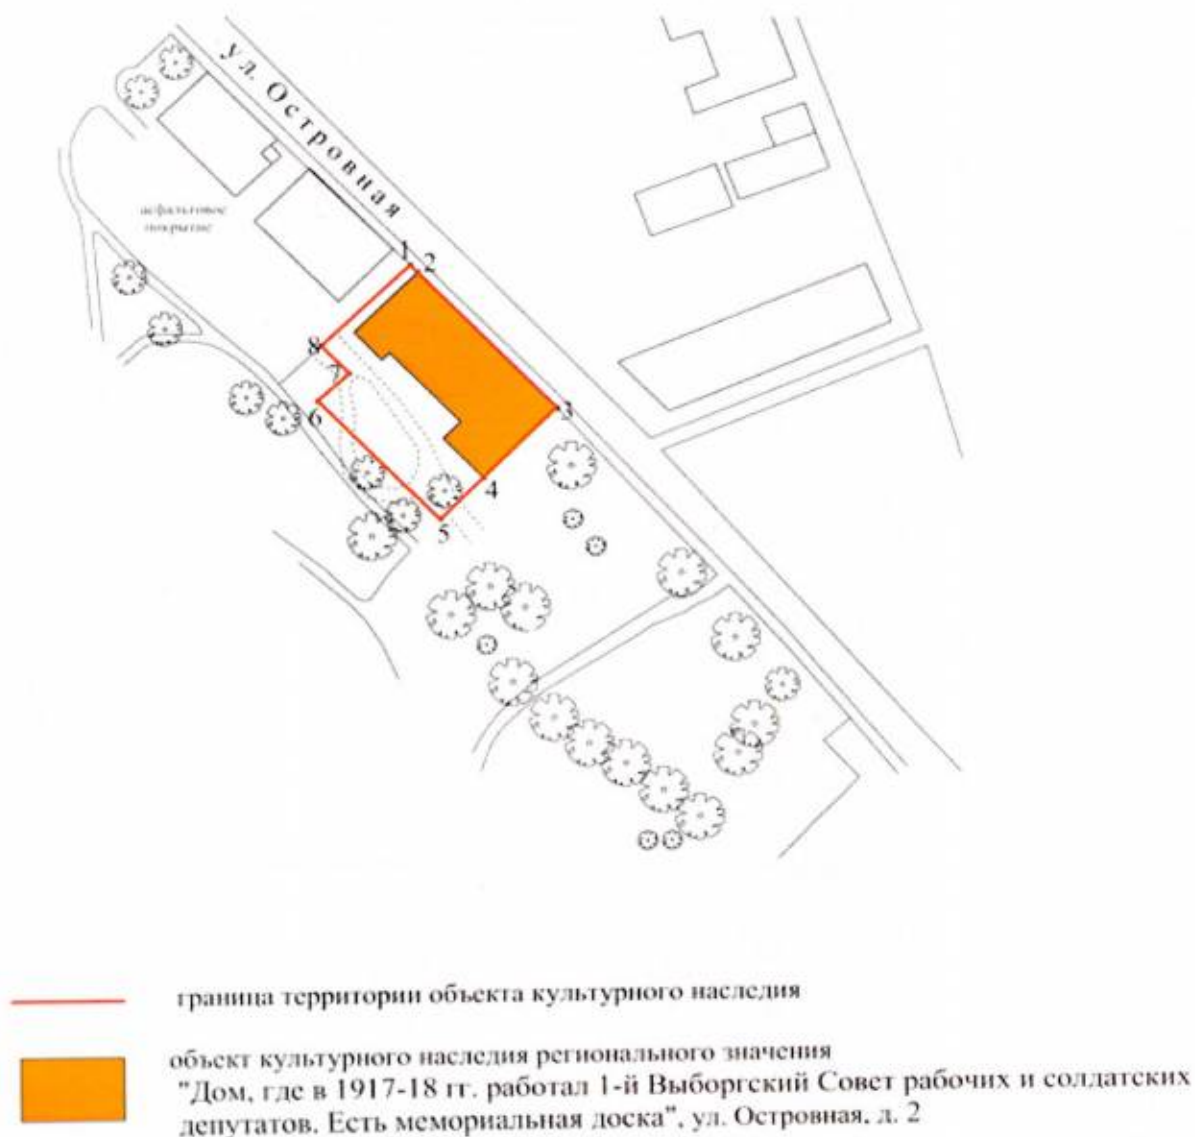 ул. Островная
асфальтовое
покрытие
1
2
8
7
6
3
4
5
граница территории объекта культурного наследия
объект культурного наследия регионального значения
"Дом, где в 1917-18 гг. работал 1-й Выборгский Совет рабочих и солдатских
депутатов. Есть мемориальная доска", ул. Островная, д. 2